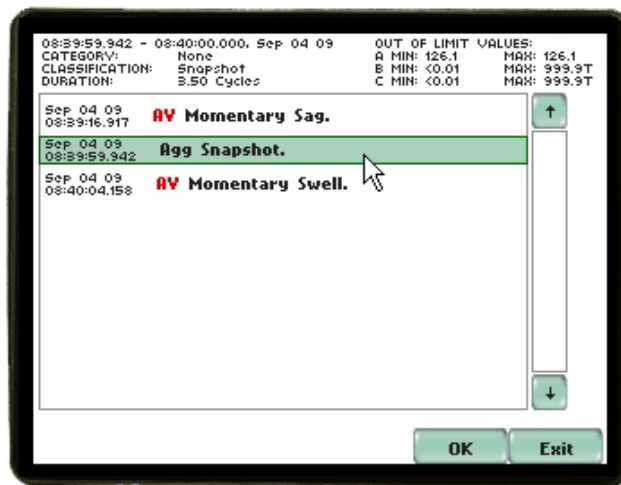 08:39:59.942 - 08:40:00.000, Sep 04 09 OUT OF LIMIT VALUES:
CATEGORY: None A MIN: 126.1 MAX: 126.1
CLASSIFICATION: Snapshot B MIN: <0.01 MAX: 999.9T
DURATION: 3.50 Cycles C MIN: <0.01 MAX: 999.9T
Sep 04 09
08:39:16.917 AV Momentary Sag.
Sep 04 09
08:39:59.942 Agg Snapshot.
Sep 04 09
08:40:04.158 AV Momentary Swell.
OK Exit